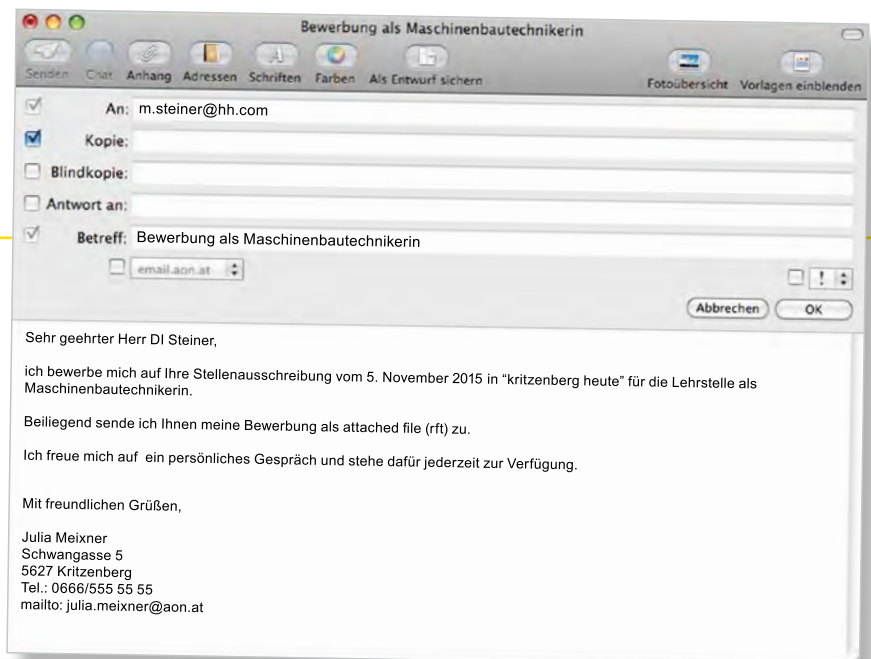 Bewerbung als Maschinenbautechnikerin
Senden Chat Anhang Adressen Schriften Farben Als Entwurf sichern Fotoübersicht Vorlagen einblenden
An: m.steiner@hh.com
Kopie:
Blindkopie:
Antwort an:
Betreff: Bewerbung als Maschinenbautechnikerin
email.aon.at !
Abbrechen OK
Sehr geehrter Herr DI Steiner,
ich bewerbe mich auf Ihre Stellenausschreibung vom 5. November 2015 in “kritzenberg heute” für die Lehrstelle als
Maschinenbautechnikerin.
Beiliegend sende ich Ihnen meine Bewerbung als attached file (rft) zu.
Ich freue mich auf ein persönliches Gespräch und stehe dafür jederzeit zur Verfügung.
Mit freundlichen Grüßen,
Julia Meixner
Schwangasse 5
5627 Kritzenberg
Tel.: 0666/555 55 55
mailto: julia.meixner@aon.at